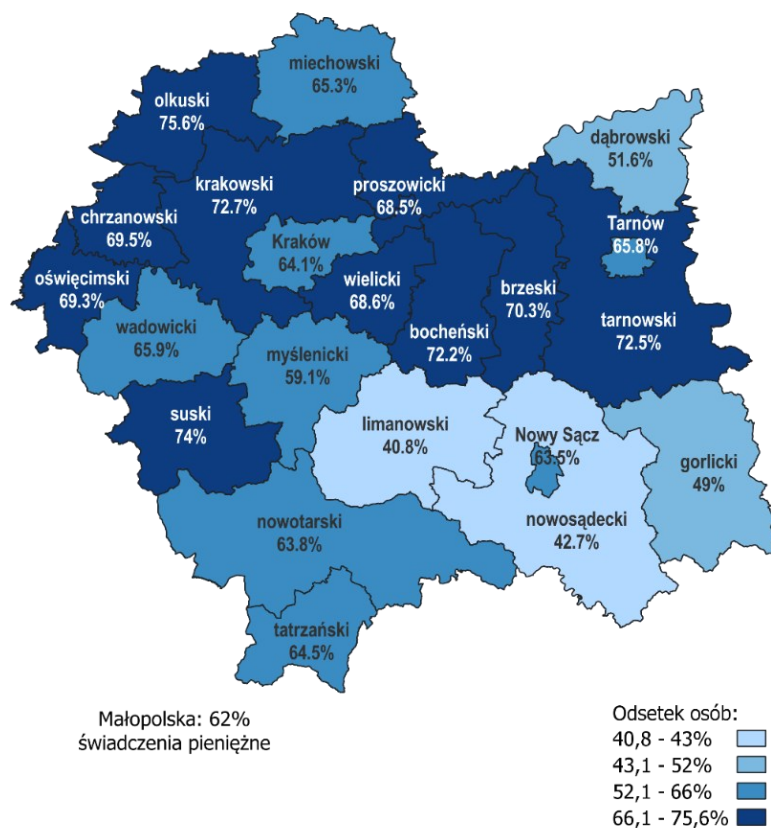 miechowski
65.3%
olkuski
75.6%
dąbrowski
51.6%
krakowski
72.7%
proszowicki
68.5%
chrzanowski
69.5%
Tarnów
65.8%
Kraków
64.1%
oświęcimski
69.3%
wielicki
68.6%
brzeski
70.3%
wadowicki
65.9%
bocheński
72.2%
tarnowski
72.5%
myślenicki
59.1%
suski
74%
limanowski
40.8%
Nowy Sącz
63.5%
gorlicki
49%
nowotarski
63.8%
nowosądecki
42.7%
tatrzański
64.5%
Małopolska: 62%
świadczenia pieniężne
Odsetek osób:
40,8 - 43%
43,1 - 52%
52,1 - 66%
66,1 - 75,6%